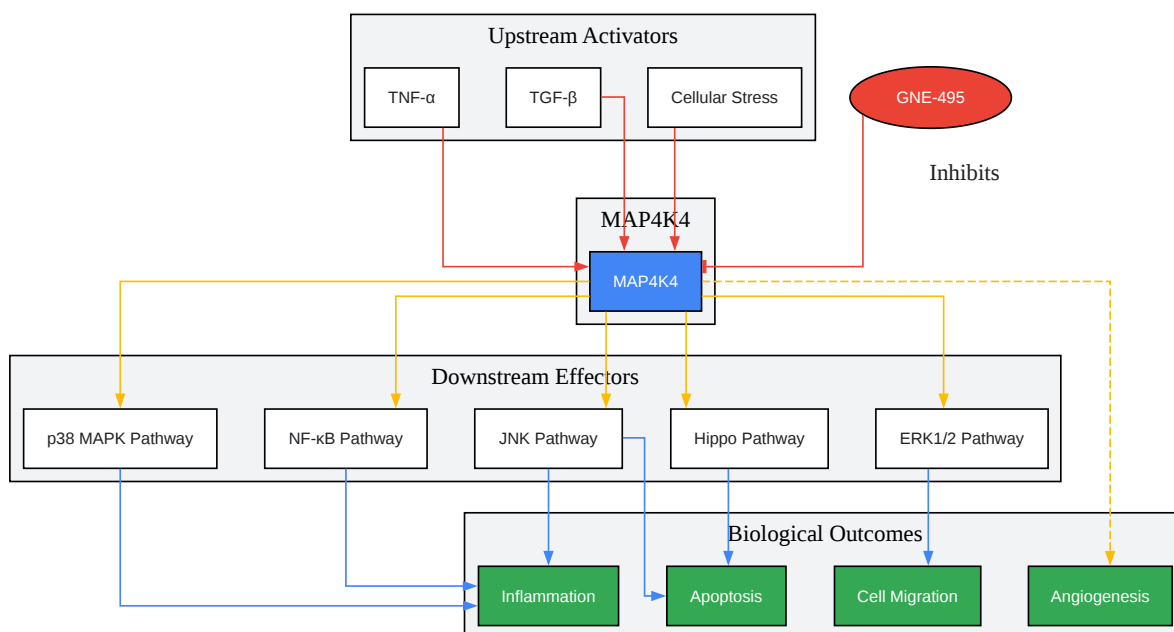 Upstream Activators
TNF-α
TGF-β
Cellular Stress
GNE-495
Inhibits
MAP4K4
MAP4K4
Downstream Effectors
p38 MAPK Pathway
NF-κB Pathway
JNK Pathway
Hippo Pathway
ERK1/2 Pathway
Biological Outcomes
Inflammation
Apoptosis
Cell Migration
Angiogenesis